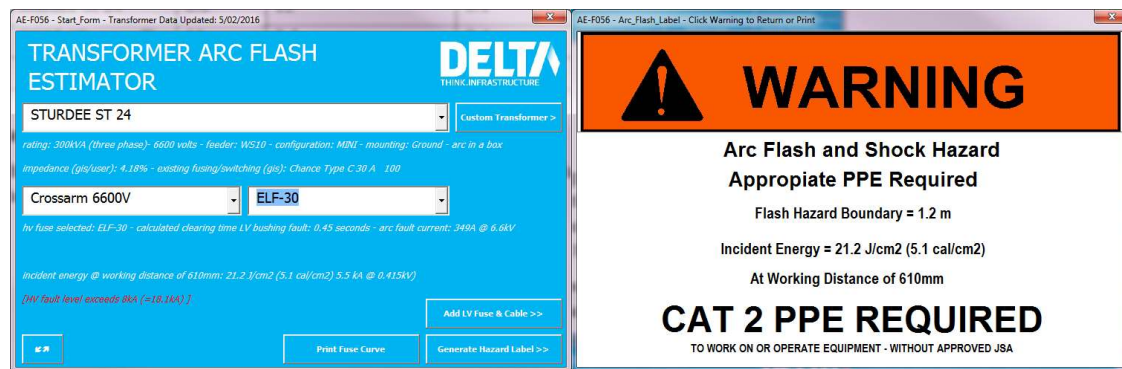 AE-F056 - Start_Form - Transformer Data Updated: 5/02/2016
TRANSFORMER ARC FLASH
ESTIMATOR
DELTA
THINK.INFRASTRUCTURE
STURDEE ST 24
Custom Transformer >
rating: 300kVA (three phase)- 6600 volts - feeder: WS10 - configuration: MINI - mounting: Ground - arc in a box
impedance (gis/user): 4.18% - existing fusing/switching (gis): Chance Type C 30 A 100
Crossarm 6600V
ELF-30
hv fuse selected: ELF-30 - calculated clearing time LV bushing fault: 0.45 seconds - arc fault current: 349A @ 6.6kV
incident energy @ working distance of 610mm: 21.2 J/cm2 (5.1 cal/cm2) 5.5 kA @ 0.415kV)
[HV fault level exceeds 8kA (=18.1kA) ]
Add LV Fuse & Cable >>
Print Fuse Curve
Generate Hazard Label >>
AE-F056 - Arc_Flash_Label - Click Warning to Return or Print
WARNING
Arc Flash and Shock Hazard
Appropiate PPE Required
Flash Hazard Boundary = 1.2 m
Incident Energy = 21.2 J/cm2 (5.1 cal/cm2)
At Working Distance of 610mm
CAT 2 PPE REQUIRED
TO WORK ON OR OPERATE EQUIPMENT - WITHOUT APPROVED JSA